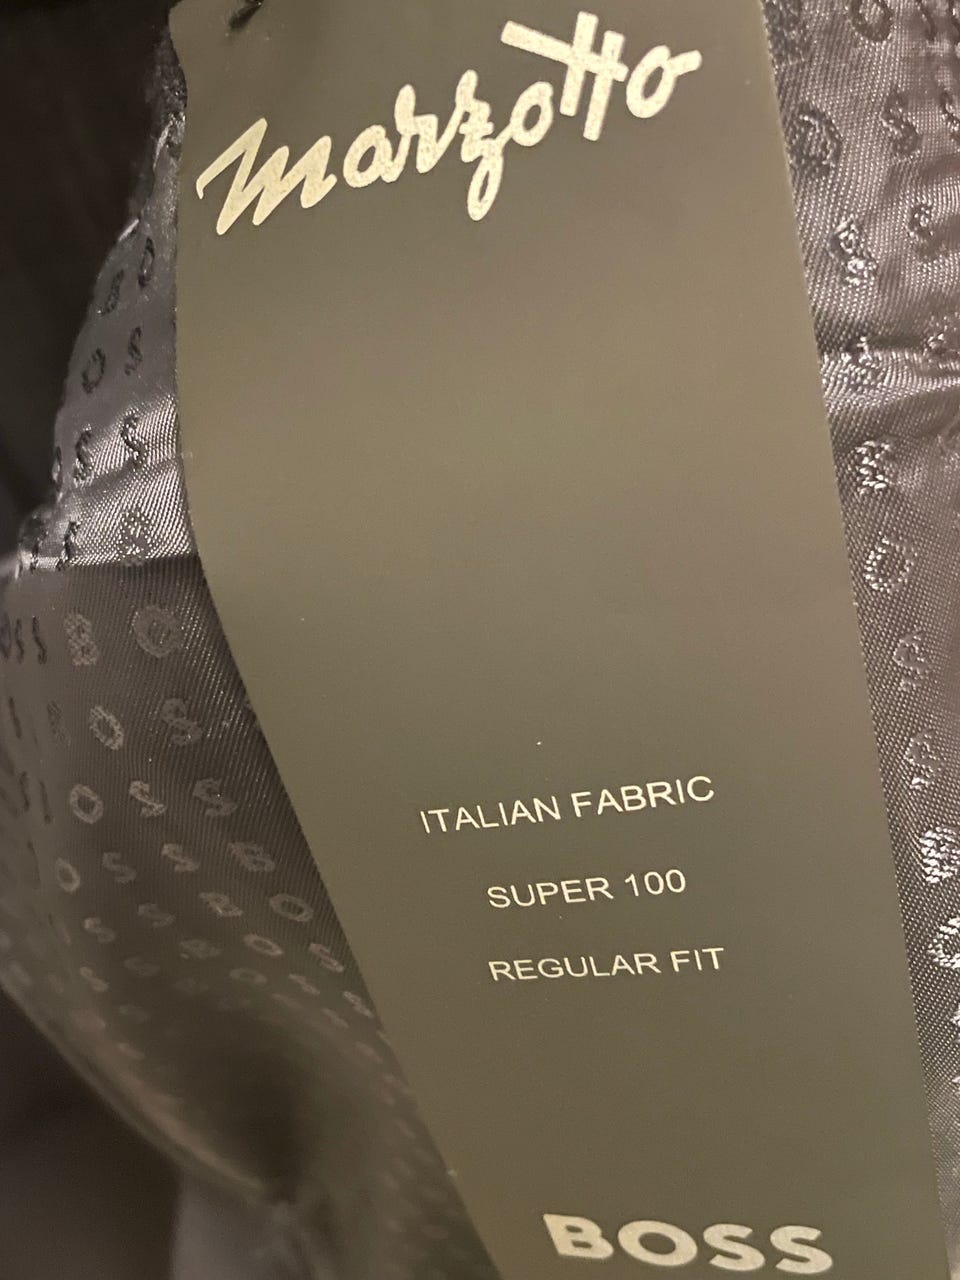 marzotto
ITALIAN FABRIC
SUPER 100
REGULAR FIT
BOSS